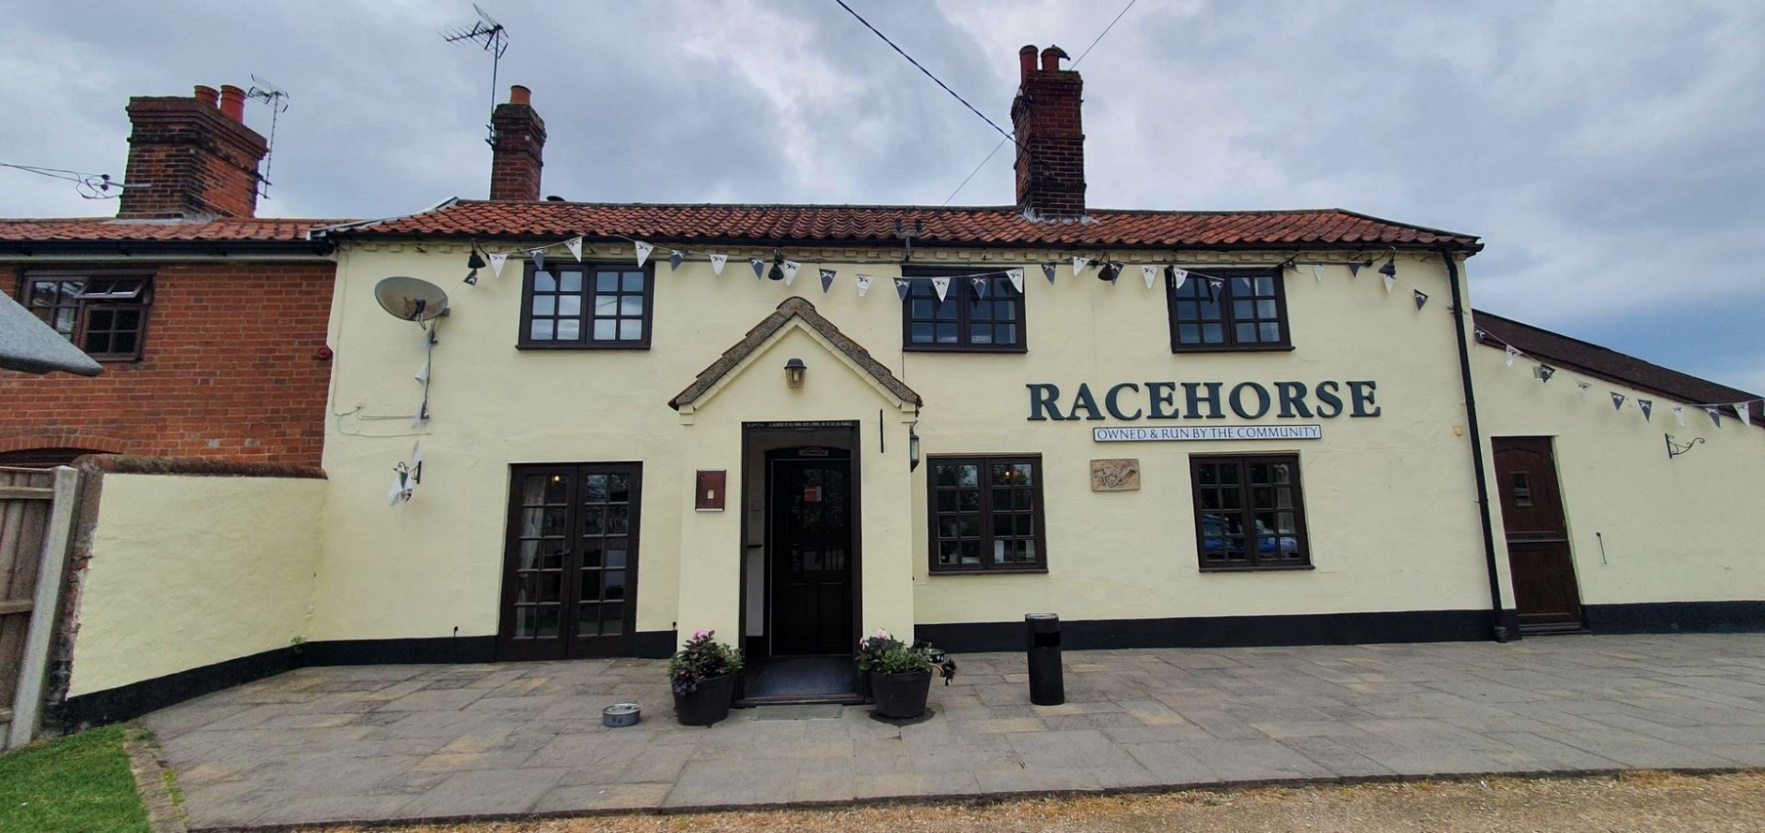 RACEHORSE
OWNED & RUN BY THE COMMUNITY